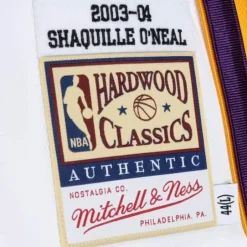 2003-04
SHAQUILLE O'NEAL
HARDWOOD
CLASSICS
NBA
AUTHENTIC
NOSTALGIA CO.
Mitchell & Ness
PHILADELPHIA, PA.
44(L)